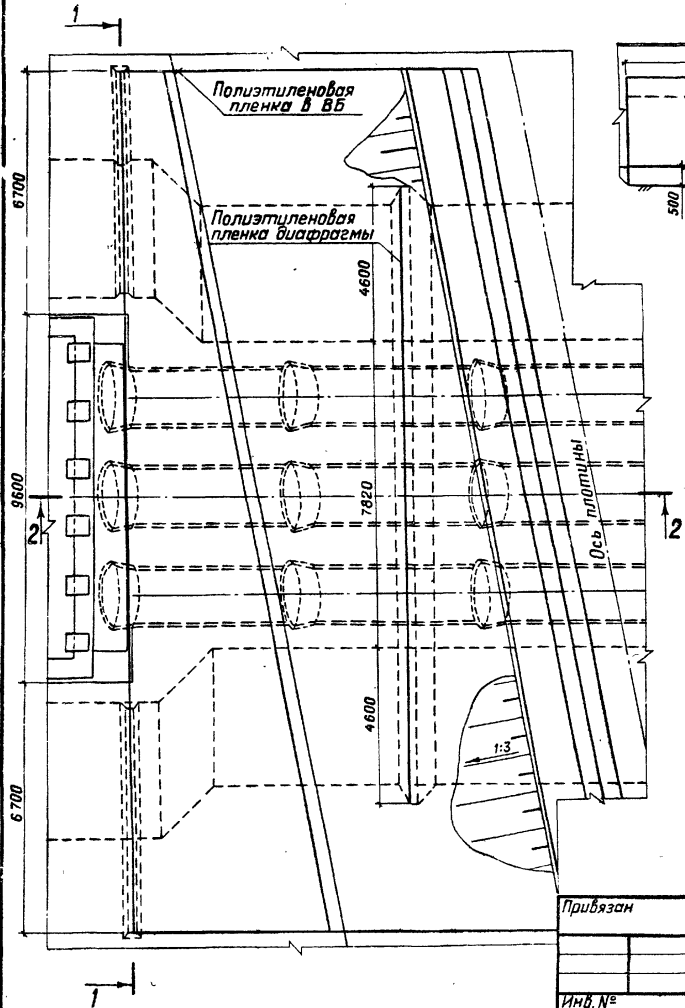 1
Полиэтиленовая
пленка в ВБ
6700
500
Полиэтиленовая
пленка диафрагмы
4600
9600
7820
2
2
Ось плотины
4600
1:3
6700
Привязан
Инв. №
1